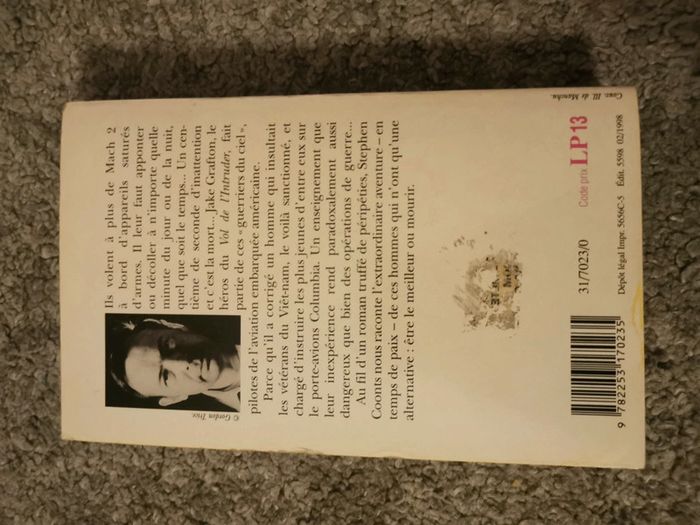 Ils volent à plus de Mach 2
à bord d'appareils saturés
d'armes. Il leur faut apponter
ou décoller à n'importe quelle
minute du jour ou de la nuit,
quel que soit le temps... Un cen-
tième de seconde d'inattention
et c'est la mort... Jake Grafton, le
héros du Vol de l'Intruder, fait
partie de ces « guerriers du ciel »,
pilotes de l'aviation embarquée américaine.
Parce qu'il a corrigé un homme qui insultait
les vétérans du Viêt-nam, le voilà sanctionné, et
chargé d'instruire les plus jeunes d'entre eux sur
le porte-avions Columbia. Un enseignement que
leur inexpérience rend paradoxalement aussi
dangereux que bien des opérations de guerre...
Au fil d'un roman truffé de péripéties, Stephen
Coonts nous raconte l'extraordinaire aventure – en
temps de paix – de ces hommes qui n'ont qu'une
alternative : être le meilleur ou mourir.
© Gordon
31/7023/0
Code prix LP13
Dépôt légal Impr. 5656C-5 Édit. 5598 02/1998
Couv. Ill. de Manchu.
9 782253 170235